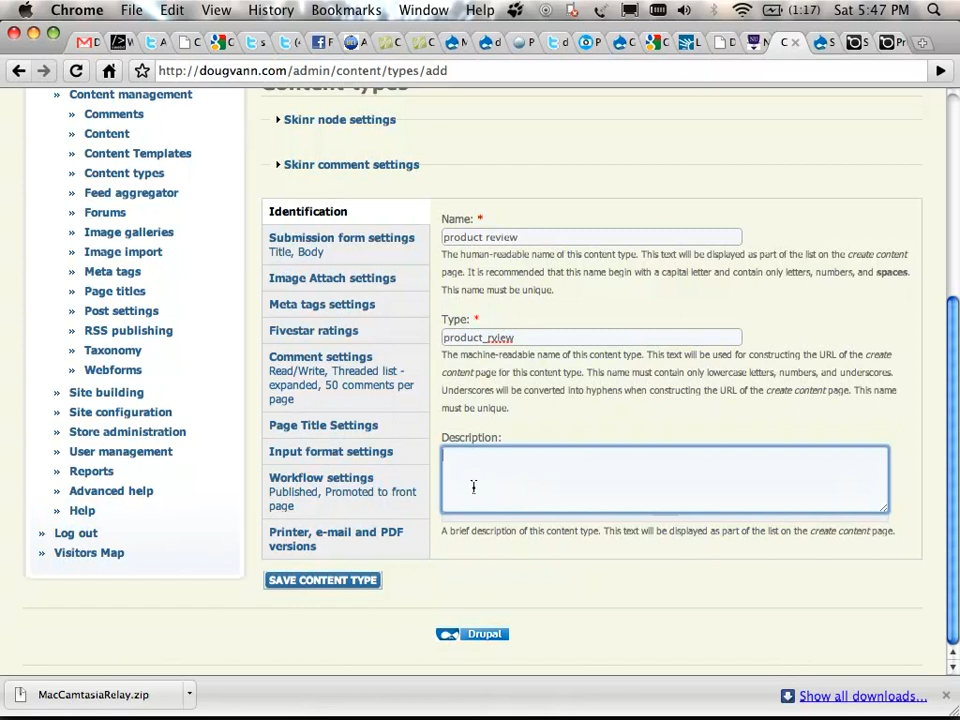 Chrome File Edit View History Bookmarks Window Help (1:17) Sat 5:47 PM
http://dougvann.com/admin/content/types/add
Content management
Comments
Content
Content Templates
Content types
Feed aggregator
Forums
Image galleries
Image import
Meta tags
Page titles
Post settings
RSS publishing
Taxonomy
Webforms
Site building
Site configuration
Store administration
User management
Reports
Advanced help
Help
Log out
Visitors Map
Content types
Skinr node settings
Skinr comment settings
Identification
Submission form settings
Title, Body
Image Attach settings
Meta tags settings
Fivestar ratings
Comment settings
Read/Write, Threaded list -
expanded, 50 comments per
page
Page Title Settings
Input format settings
Workflow settings
Published, Promoted to front
page
Printer, e-mail and PDF
versions
Name: *
product review
The human-readable name of this content type. This text will be displayed as part of the list on the create content
page. It is recommended that this name begin with a capital letter and contain only letters, numbers, and spaces.
This name must be unique.
Type: *
The machine-readable name of this content type. This text will be used for constructing the URL of the create
content page for this content type. This name must contain only lowercase letters, numbers, and underscores.
Underscores will be converted into hyphens when constructing the URL of the create content page. This name
must be unique.
Description:
A brief description of this content type. This text will be displayed as part of the list on the create content page.
SAVE CONTENT TYPE
Drupal
MacCamtasiaRelay.zip
Show all downloads...